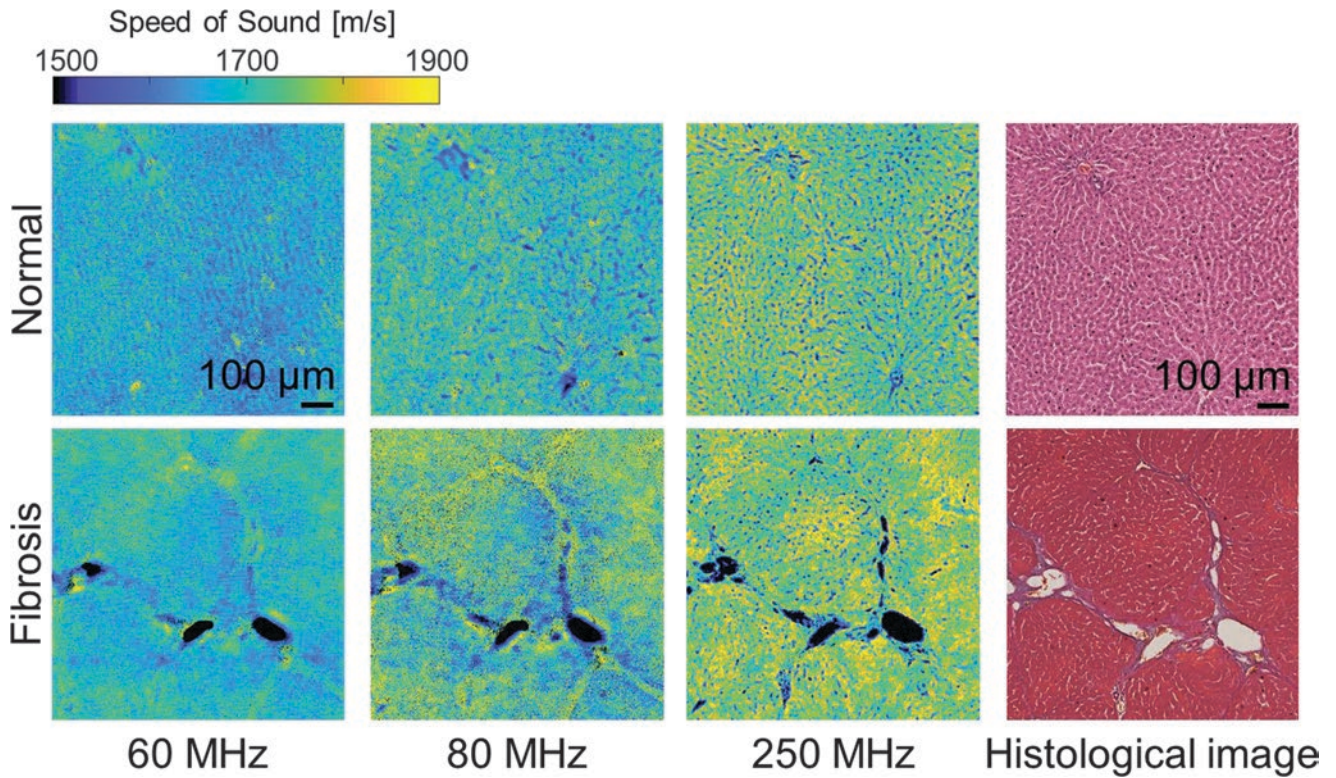 Speed of Sound [m/s]
1500 1700 1900
Normal
100 μm
100 μm
Fibrosis
60 MHz
80 MHz
250 MHz
Histological image